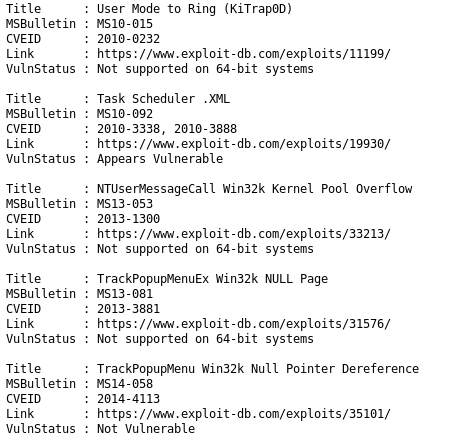 Title      : User Mode to Ring (KiTrap0D)
MSBulletin : MS10-015
CVEID      : 2010-0232
Link       : https://www.exploit-db.com/exploits/11199/
VulnStatus : Not supported on 64-bit systems

Title      : Task Scheduler .XML
MSBulletin : MS10-092
CVEID      : 2010-3338, 2010-3888
Link       : https://www.exploit-db.com/exploits/19930/
VulnStatus : Appears Vulnerable

Title      : NTUserMessageCall Win32k Kernel Pool Overflow
MSBulletin : MS13-053
CVEID      : 2013-1300
Link       : https://www.exploit-db.com/exploits/33213/
VulnStatus : Not supported on 64-bit systems

Title      : TrackPopupMenuEx Win32k NULL Page
MSBulletin : MS13-081
CVEID      : 2013-3881
Link       : https://www.exploit-db.com/exploits/31576/
VulnStatus : Not supported on 64-bit systems

Title      : TrackPopupMenu Win32k Null Pointer Dereference
MSBulletin : MS14-058
CVEID      : 2014-4113
Link       : https://www.exploit-db.com/exploits/35101/
VulnStatus : Not Vulnerable